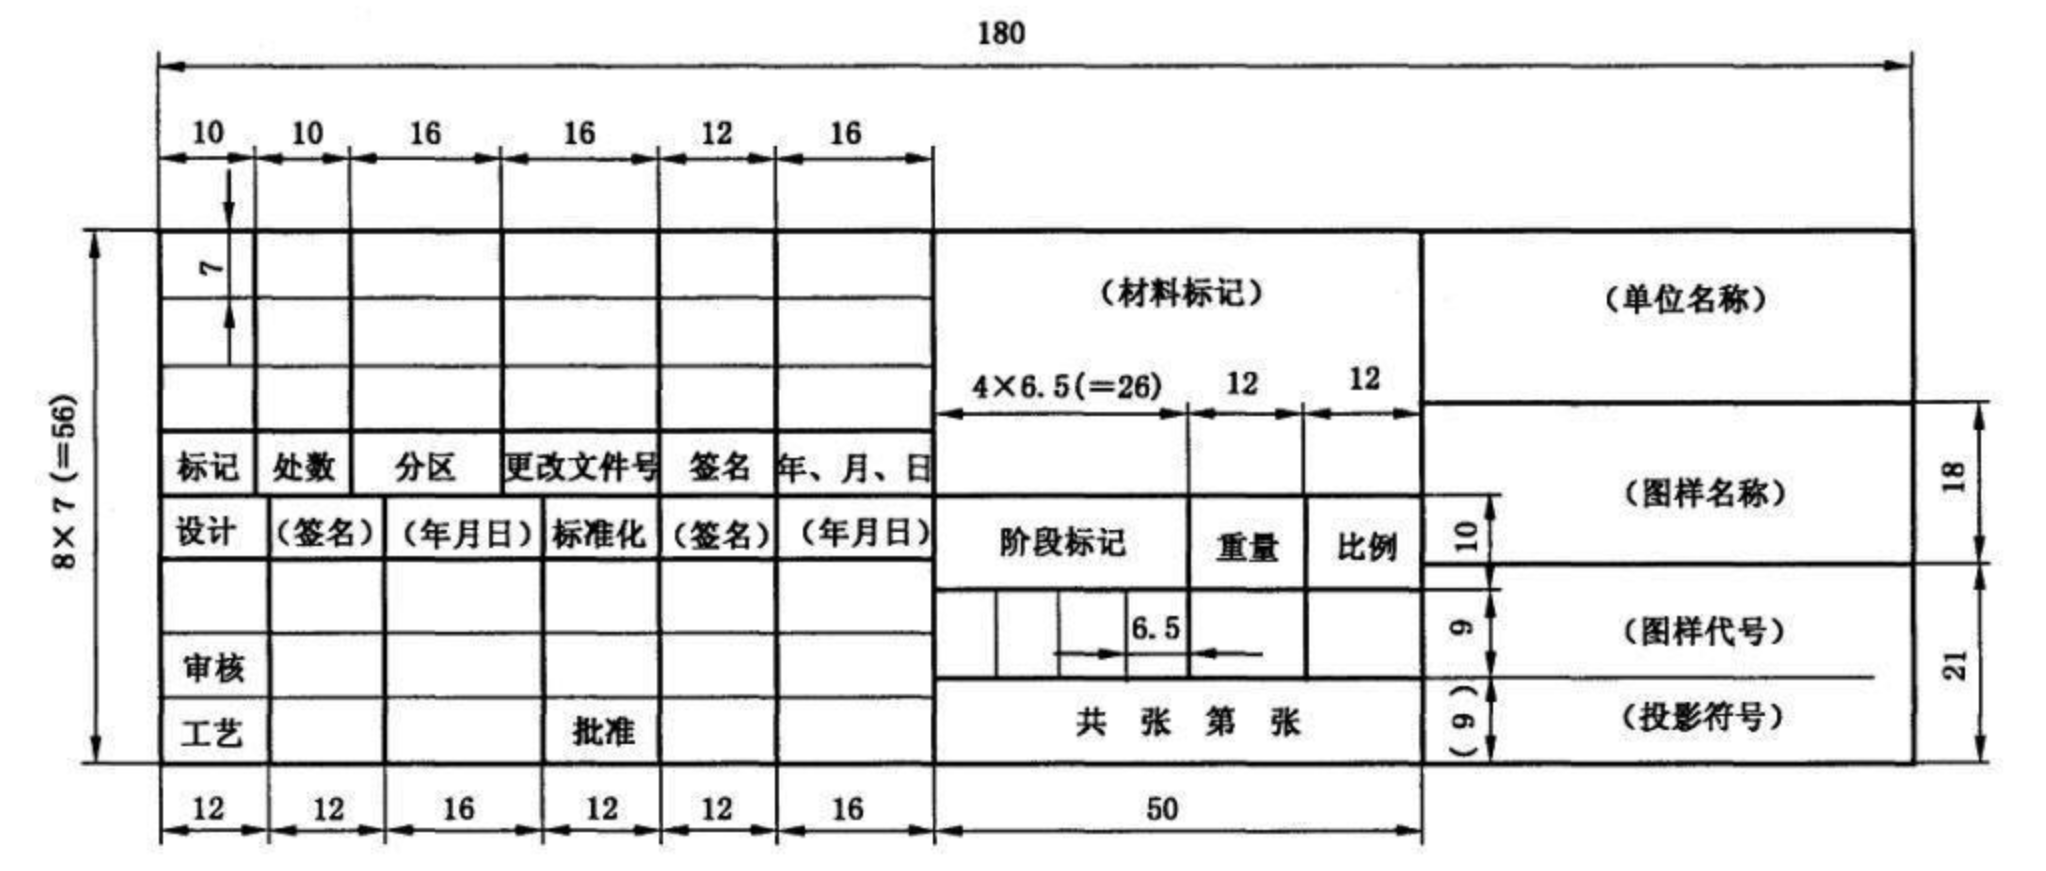 180
10 10 16 16 12 16
7
(材料标记)
(单位名称)
4×6.5(=26) 12 12
8×7(=56)
标记 处数 分区 更改文件号 签名 年、月、日
(图样名称)
18
设计 (签名) (年月日) 标准化 (签名) (年月日)
阶段标记 重量 比例
10
6.5
9
(图样代号)
审核
21
工艺 批准
共 张 第 张
(9)
(投影符号)
12 12 16 12 12 16 50